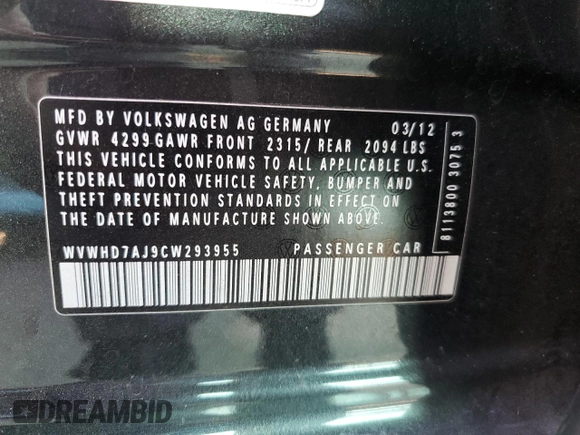 MFD BY VOLKSWAGEN AG GERMANY 03/12
GVWR 4299 GAWR FRONT 2315/ REAR 2094 LBS
THIS VEHICLE CONFORMS TO ALL APPLICABLE U.S.
FEDERAL MOTOR VEHICLE SAFETY, BUMPER AND
THEFT PREVENTION STANDARDS IN EFFECT ON
THE DATE OF MANUFACTURE SHOWN ABOVE.
WVWHD7AJ9CW293955 PASSENGER CAR
8113800 3075 3
DREAMBID